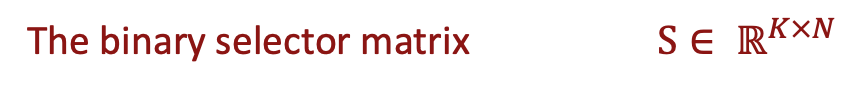 The binary selector matrix S ∈ ℝ^{K×N}